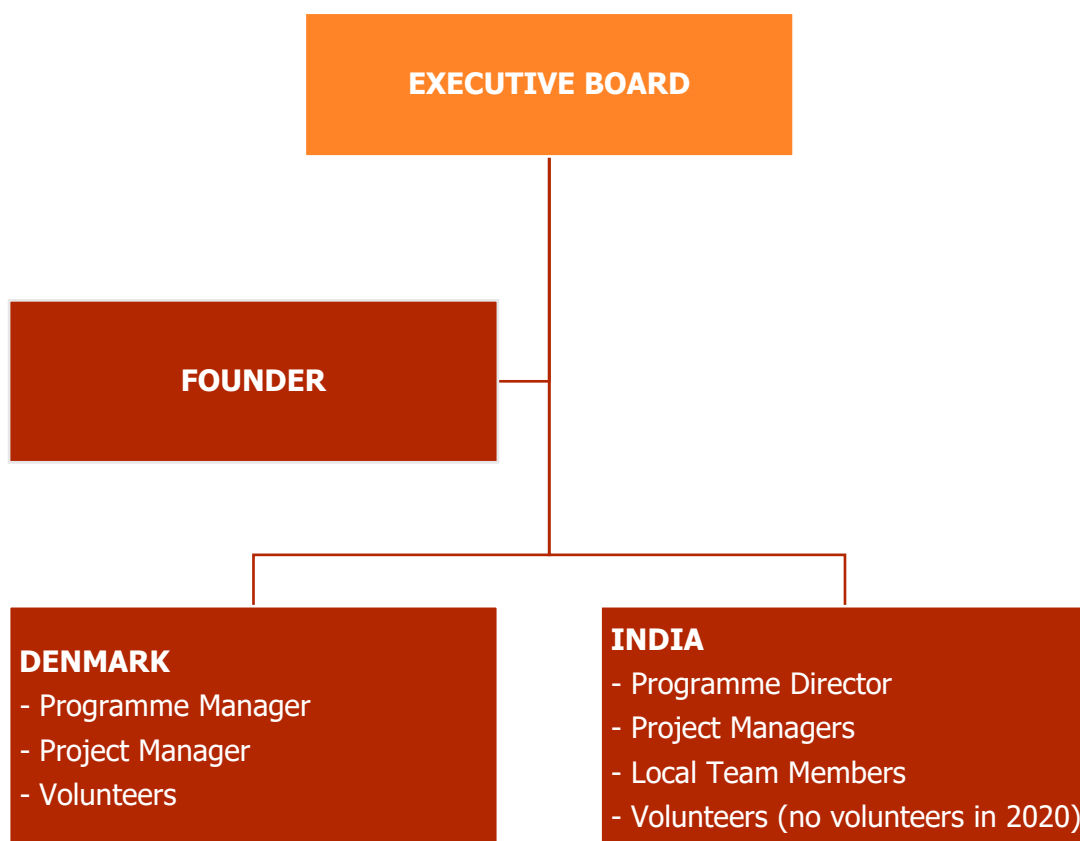 EXECUTIVE BOARD
FOUNDER
DENMARK
- Programme Manager
- Project Manager
- Volunteers
INDIA
- Programme Director
- Project Managers
- Local Team Members
- Volunteers (no volunteers in 2020)